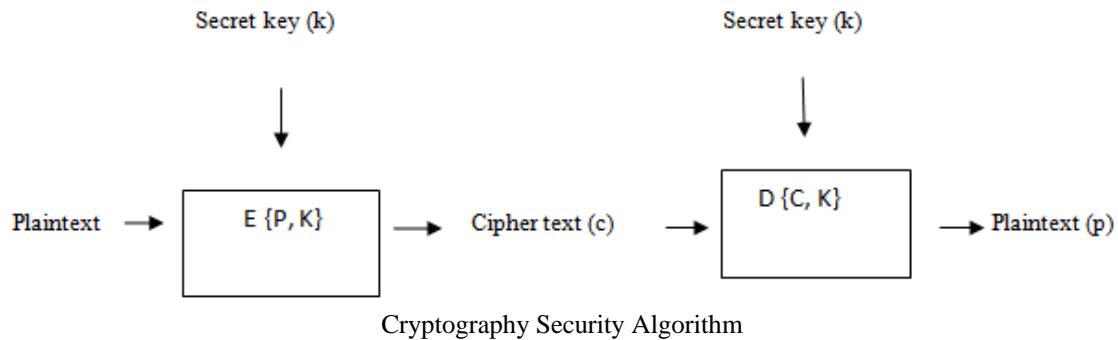 Secret key (k)
Secret key (k)
Plaintext
E {P, K}
Cipher text (c)
D {C, K}
Plaintext (p)
Cryptography Security Algorithm